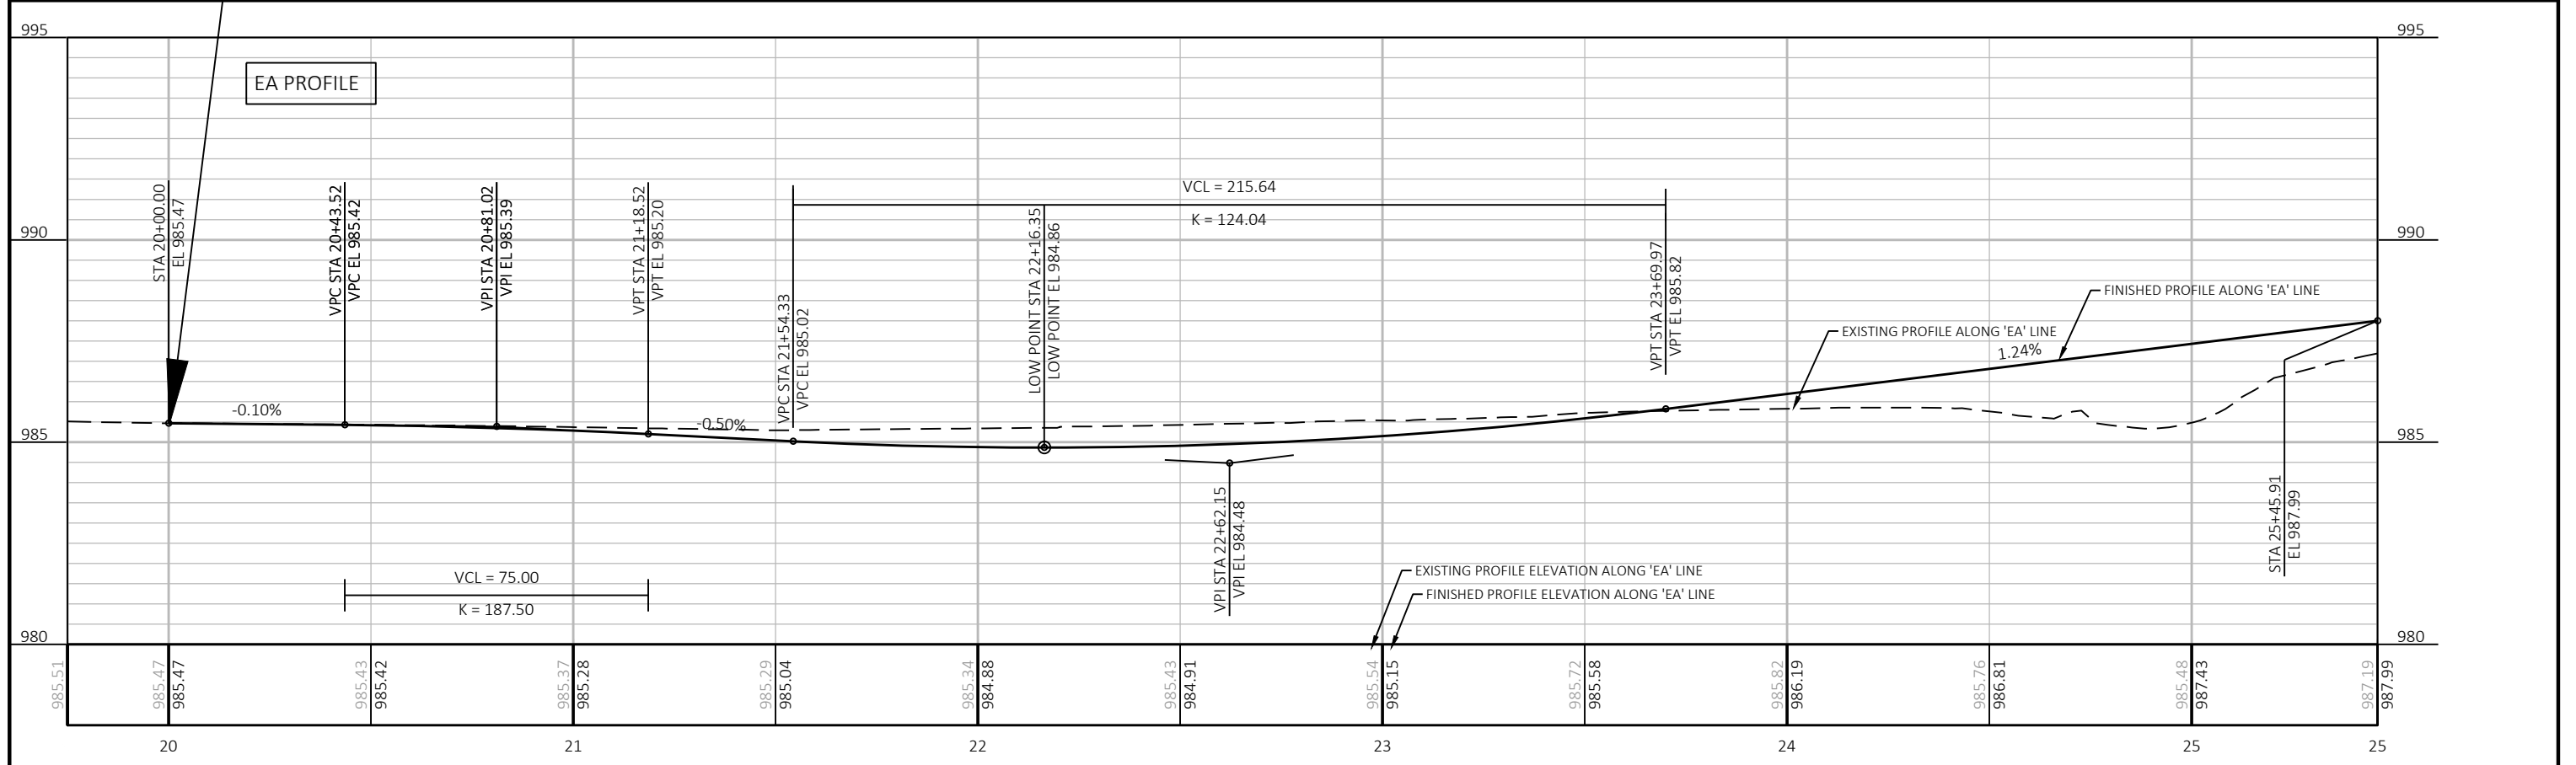 995
995
EA PROFILE
STA 20+00.00
EL 985.47
VPC STA 20+43.52
VPC EL 985.42
VPI STA 20+81.02
VPI EL 985.39
VPT STA 21+18.52
VPT EL 985.20
VPC STA 21+54.33
VPC EL 985.02
VCL = 215.64
K = 124.04
LOW POINT STA 22+16.35
LOW POINT EL 984.86
VPT STA 23+69.97
VPT EL 985.82
990
990
FINISHED PROFILE ALONG 'EA' LINE
EXISTING PROFILE ALONG 'EA' LINE
1.24%
-0.10%
-0.50%
985
985
VPI STA 22+62.15
VPI EL 984.48
STA 25+45.91
EL 987.99
VCL = 75.00
K = 187.50
EXISTING PROFILE ELEVATION ALONG 'EA' LINE
FINISHED PROFILE ELEVATION ALONG 'EA' LINE
980
980
985.51
985.47
985.47
985.43
985.42
985.37
985.28
985.29
985.04
985.34
984.88
985.43
984.91
985.54
985.15
985.72
985.58
985.82
986.19
985.76
986.81
985.48
987.43
987.19
987.99
20
21
22
23
24
25
25